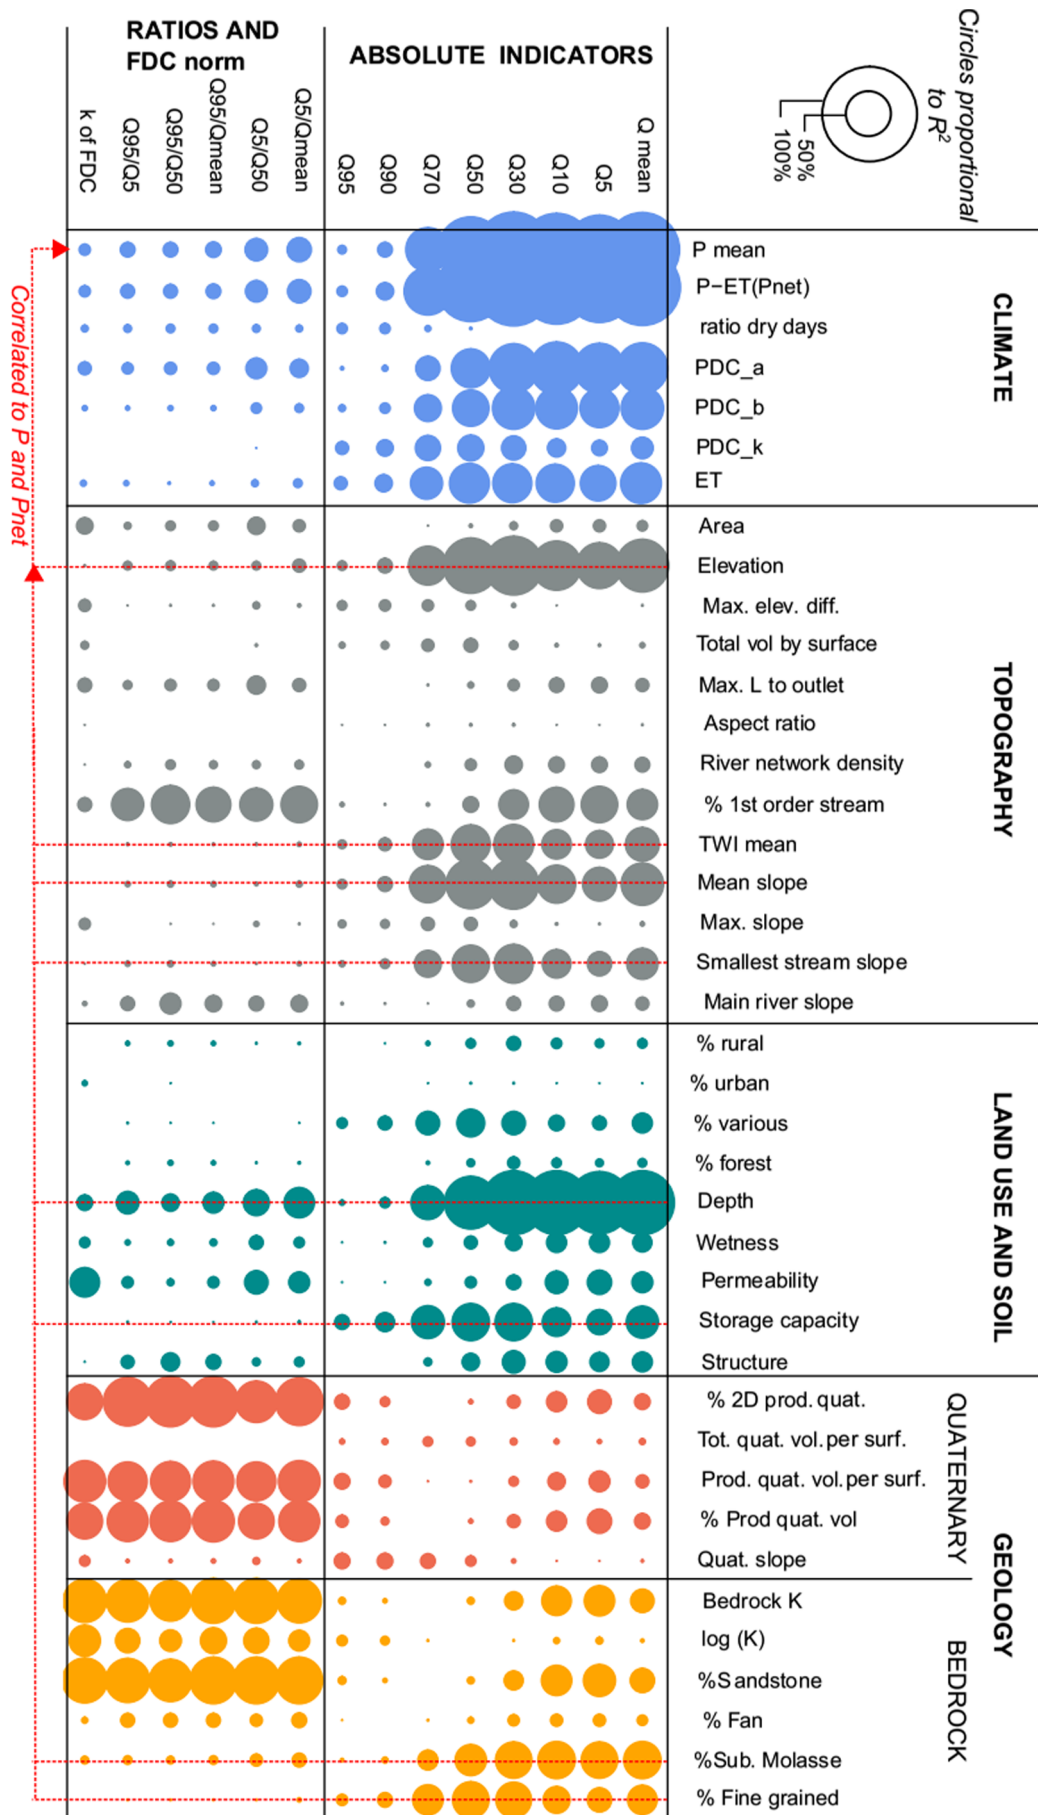 RATIOS AND
FDC norm
ABSOLUTE INDICATORS
Circles proportional
to R²
50%
100%
k of FDC
Q95/Q5
Q95/Q50
Q95/Qmean
Q5/Q50
Q5/Qmean
Q95
Q90
Q70
Q50
Q30
Q10
Q5
Q mean
Correlated to P and Pnet
CLIMATE
P mean
P−ET(Pnet)
ratio dry days
PDC_a
PDC_b
PDC_k
ET
TOPOGRAPHY
Area
Elevation
Max. elev. diff.
Total vol by surface
Max. L to outlet
Aspect ratio
River network density
% 1st order stream
TWI mean
Mean slope
Max. slope
Smallest stream slope
Main river slope
LAND USE AND SOIL
% rural
% urban
% various
% forest
Depth
Wetness
Permeability
Storage capacity
Structure
GEOLOGY
QUATERNARY
% 2D prod. quat.
Tot. quat. vol.per surf.
Prod. quat. vol.per surf.
% Prod quat. vol
Quat. slope
BEDROCK
Bedrock K
log (K)
%Sandstone
% Fan
%Sub. Molasse
% Fine grained